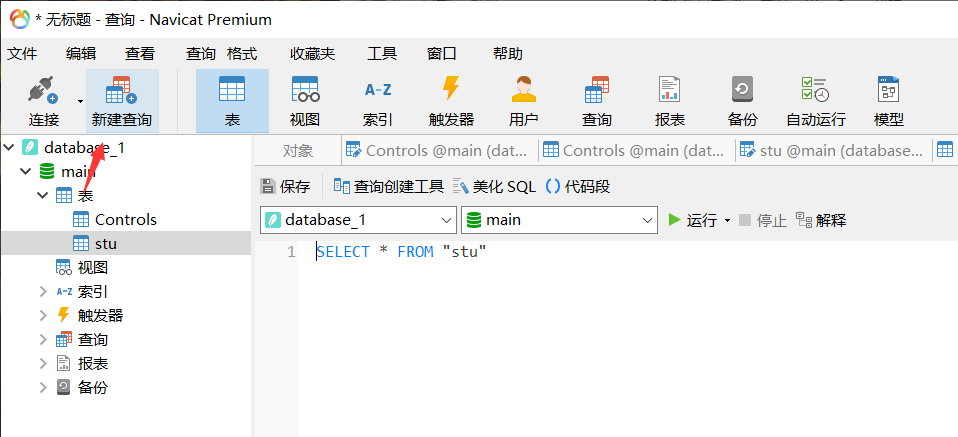 * 无标题 - 查询 - Navicat Premium
文件 编辑 查看 查询 格式 收藏夹 工具 窗口 帮助
连接 新建查询 表 视图 A-Z 索引 触发器 用户 查询 报表 备份 自动运行 模型
database_1
main
表
Controls
stu
视图
A-Z 索引
触发器
查询
报表
备份
对象 Controls @main (dat... Controls @main (dat... stu @main (database...
保存 查询创建工具 美化 SQL () 代码段
database_1 main 运行 停止 解释
1 SELECT * FROM "stu"